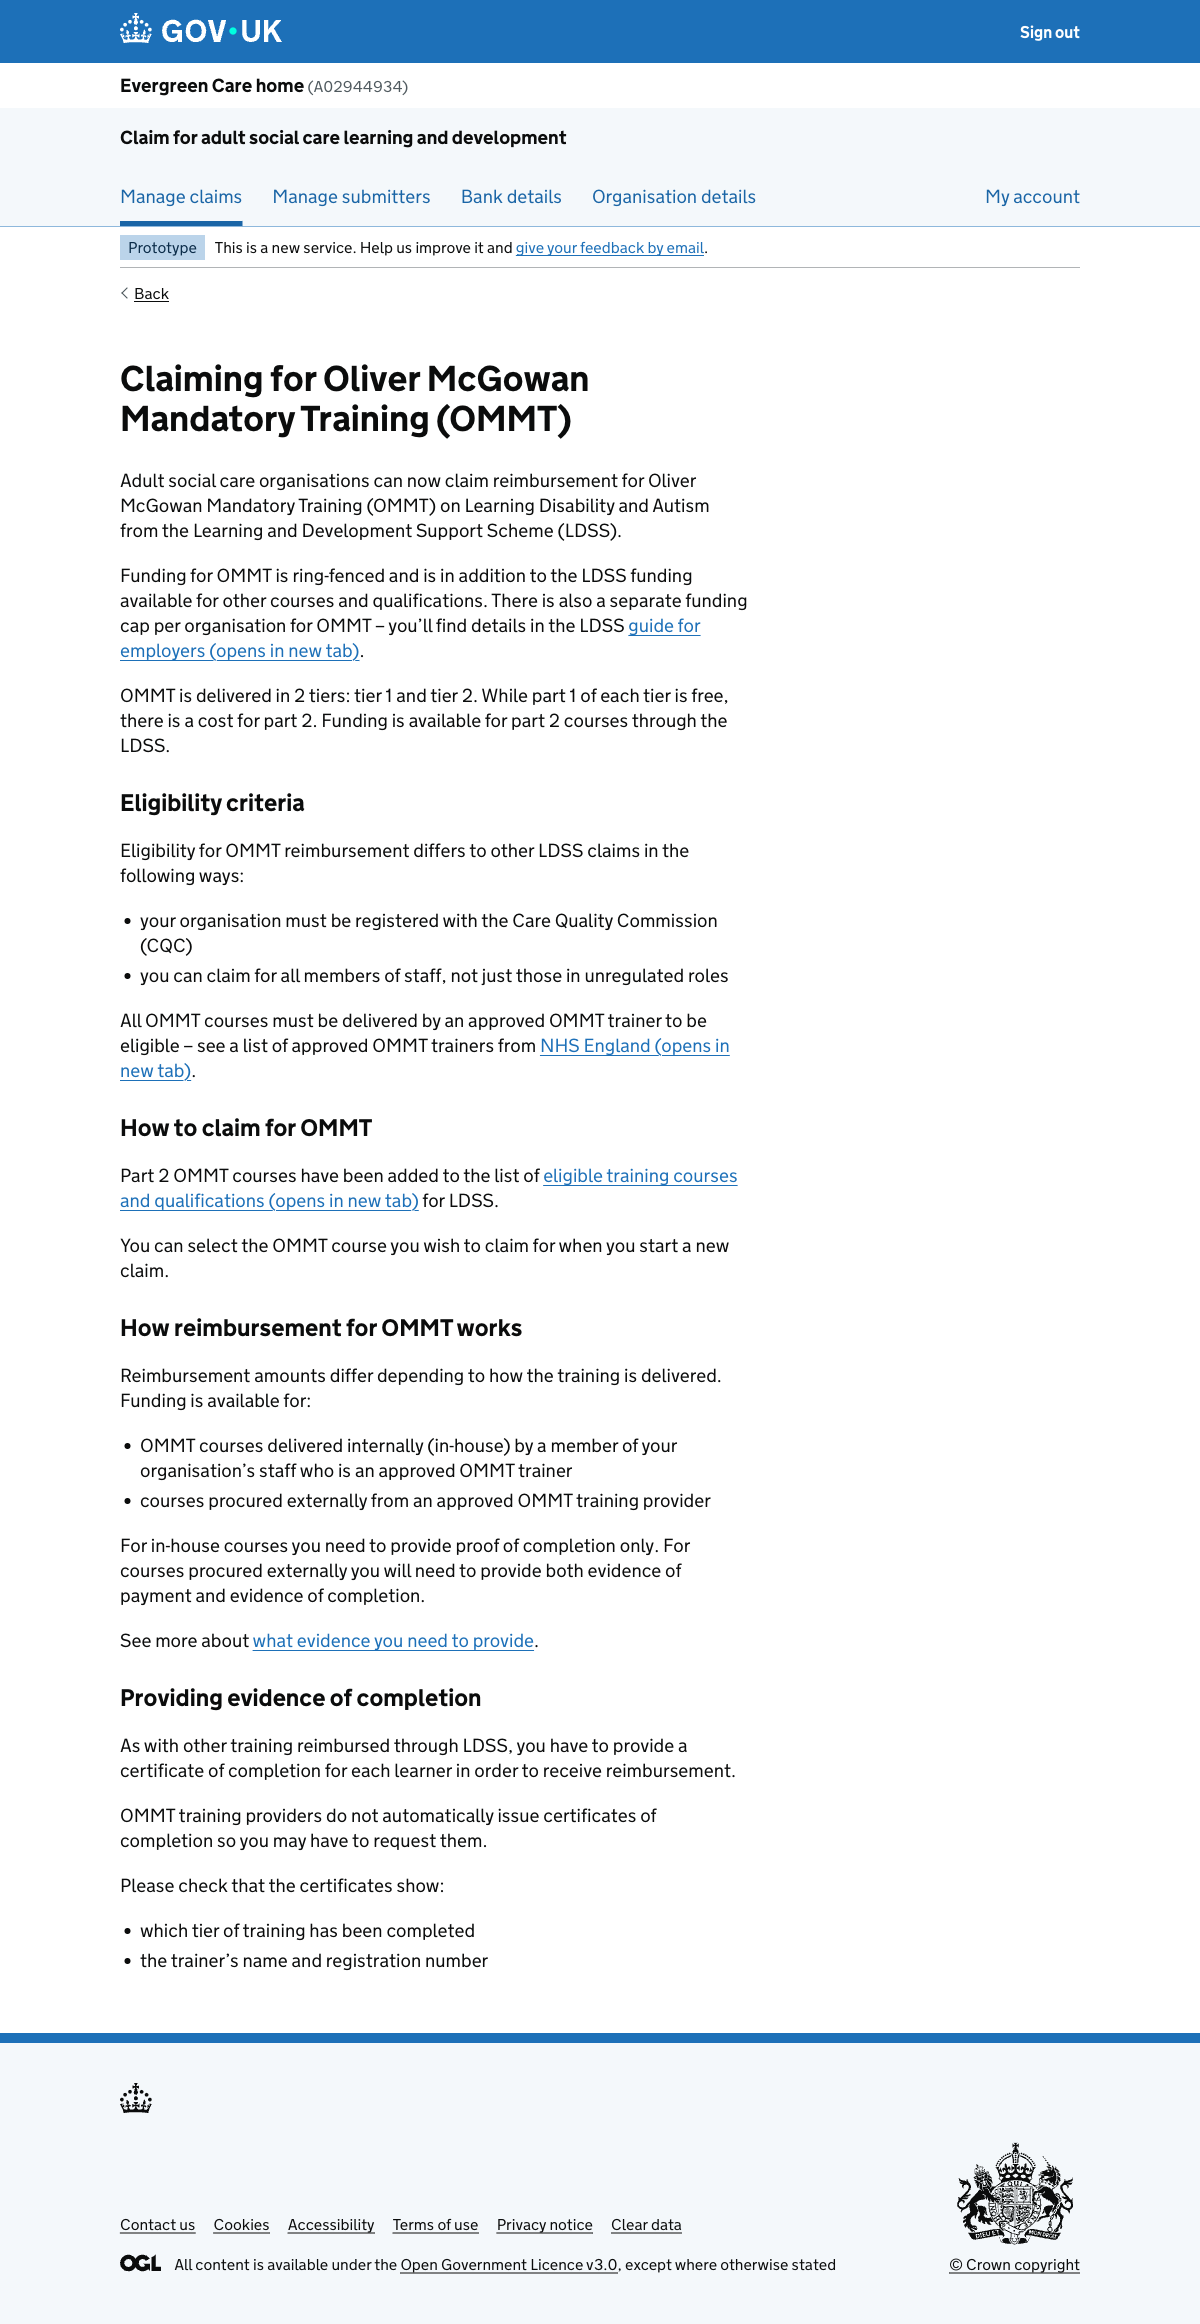 GOV·UK
Sign out
Evergreen Care home (A02944934)
Claim for adult social care learning and development
Manage claims Manage submitters Bank details Organisation details My account
Prototype This is a new service. Help us improve it and give your feedback by email.
Back
Claiming for Oliver McGowan
Mandatory Training (OMMT)
Adult social care organisations can now claim reimbursement for Oliver
McGowan Mandatory Training (OMMT) on Learning Disability and Autism
from the Learning and Development Support Scheme (LDSS).
Funding for OMMT is ring-fenced and is in addition to the LDSS funding
available for other courses and qualifications. There is also a separate funding
cap per organisation for OMMT – you’ll find details in the LDSS guide for
employers (opens in new tab).
OMMT is delivered in 2 tiers: tier 1 and tier 2. While part 1 of each tier is free,
there is a cost for part 2. Funding is available for part 2 courses through the
LDSS.
Eligibility criteria
Eligibility for OMMT reimbursement differs to other LDSS claims in the
following ways:
• your organisation must be registered with the Care Quality Commission
(CQC)
• you can claim for all members of staff, not just those in unregulated roles
All OMMT courses must be delivered by an approved OMMT trainer to be
eligible – see a list of approved OMMT trainers from NHS England (opens in
new tab).
How to claim for OMMT
Part 2 OMMT courses have been added to the list of eligible training courses
and qualifications (opens in new tab) for LDSS.
You can select the OMMT course you wish to claim for when you start a new
claim.
How reimbursement for OMMT works
Reimbursement amounts differ depending to how the training is delivered.
Funding is available for:
• OMMT courses delivered internally (in-house) by a member of your
organisation’s staff who is an approved OMMT trainer
• courses procured externally from an approved OMMT training provider
For in-house courses you need to provide proof of completion only. For
courses procured externally you will need to provide both evidence of
payment and evidence of completion.
See more about what evidence you need to provide.
Providing evidence of completion
As with other training reimbursed through LDSS, you have to provide a
certificate of completion for each learner in order to receive reimbursement.
OMMT training providers do not automatically issue certificates of
completion so you may have to request them.
Please check that the certificates show:
• which tier of training has been completed
• the trainer’s name and registration number
Contact us Cookies Accessibility Terms of use Privacy notice Clear data
OGL All content is available under the Open Government Licence v3.0, except where otherwise stated
© Crown copyright